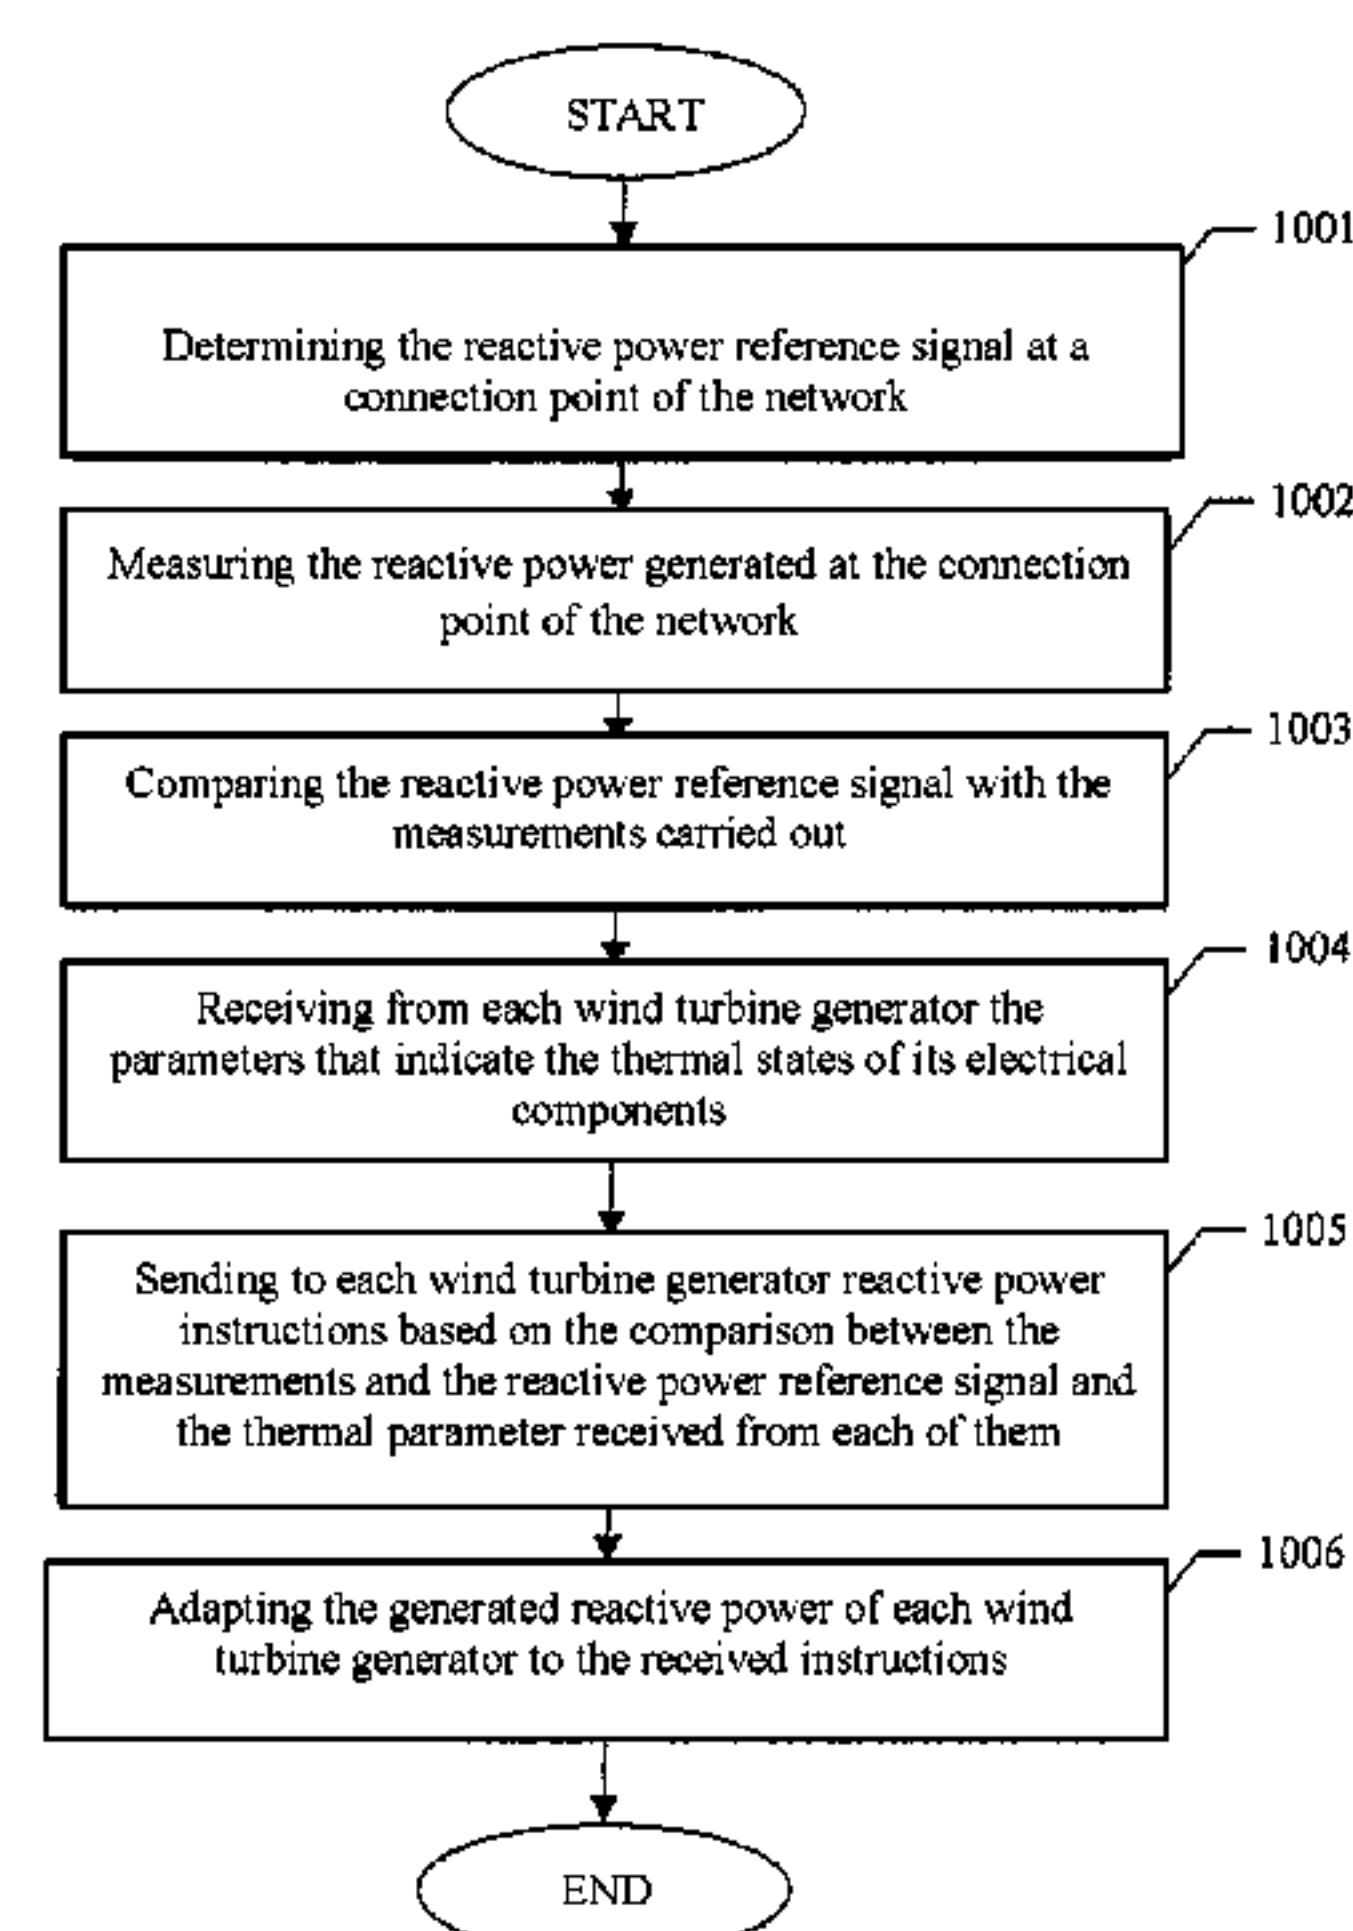 START
1001
Determining the reactive power reference signal at a
connection point of the network
1002
Measuring the reactive power generated at the connection
point of the network
1003
Comparing the reactive power reference signal with the
measurements carried out
1004
Receiving from each wind turbine generator the
parameters that indicate the thermal states of its electrical
components
1005
Sending to each wind turbine generator reactive power
instructions based on the comparison between the
measurements and the reactive power reference signal and
the thermal parameter received from each of them
1006
Adapting the generated reactive power of each wind
turbine generator to the received instructions
END